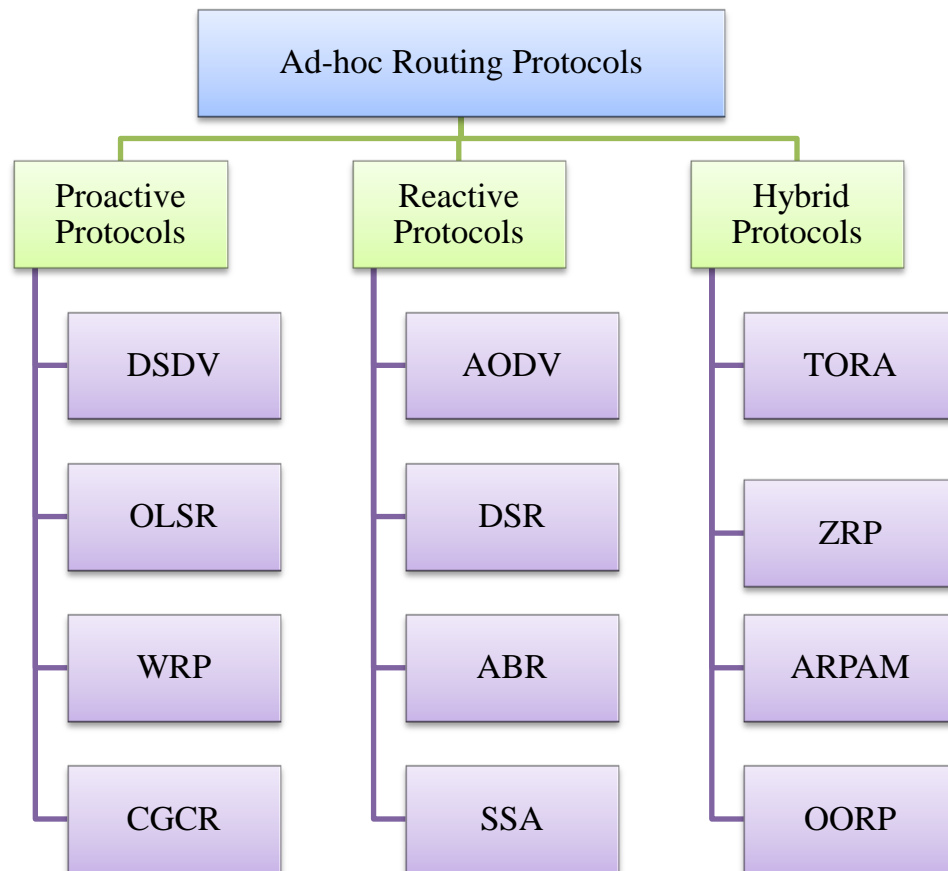 Ad-hoc Routing Protocols
Proactive
Protocols
Reactive
Protocols
Hybrid
Protocols
DSDV
AODV
TORA
OLSR
DSR
ZRP
WRP
ABR
ARPAM
CGCR
SSA
OORP